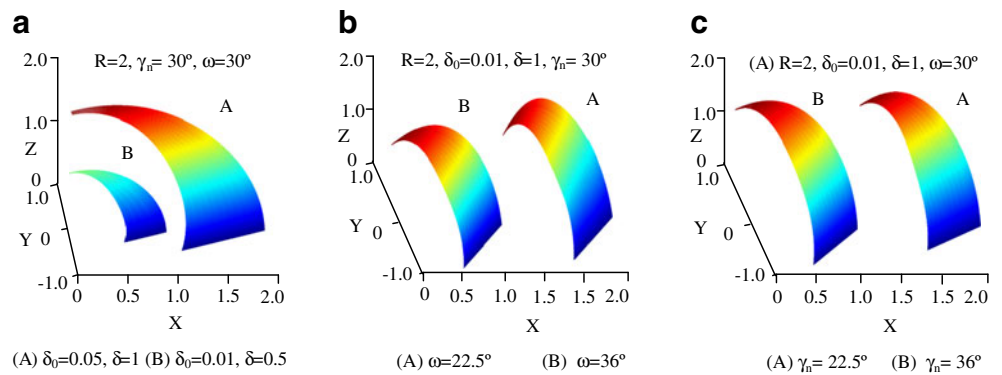 a
R=2, γn= 30º, ω=30º
2.0
A
1.0
Z
B
0
1.0
Y 0
-1.0
0 0.5 1.0 1.5 2.0
X
(A) δ0=0.05, δ=1 (B) δ0=0.01, δ=0.5
b
R=2, δ0=0.01, δ=1, γn= 30º
2.0
B A
1.0
Z
0
1.0
Y 0
-1.0
0 0.5 1.0 1.5 2.0
X
(A) ω=22.5º (B) ω=36º
c
(A) R=2, δ0=0.01, δ=1, ω=30º
2.0
B A
1.0
Z
0
1.0
Y 0
-1.0
0 0.5 1.0 1.5 2.0
X
(A) γn= 22.5º (B) γn= 36º